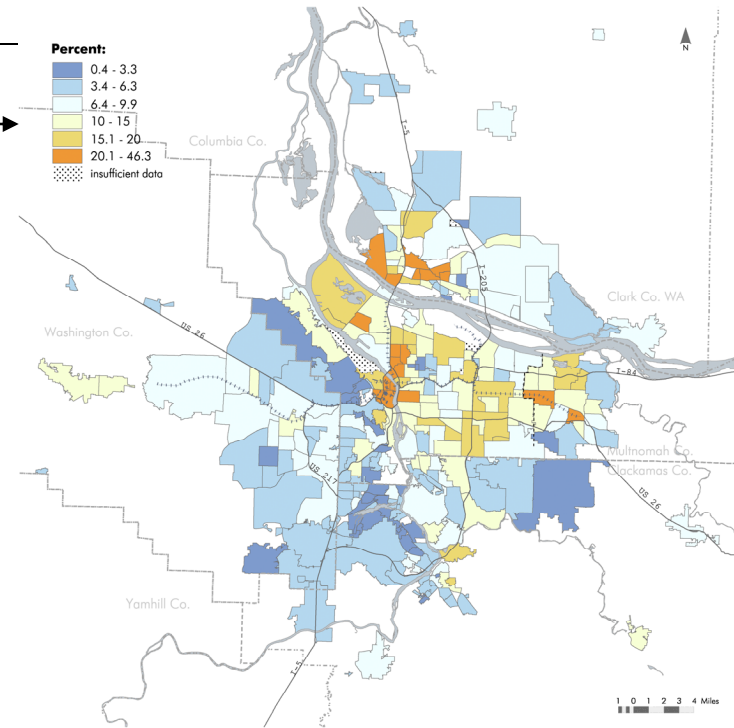 Percent:
0.4 - 3.3
3.4 - 6.3
6.4 - 9.9
10 - 15
15.1 - 20
20.1 - 46.3
insufficient data
N
Columbia Co.
I-5
I-205
Clark Co. WA
Washington Co.
US 26
I-84
Multnomah Co.
Clackamas Co.
US 217
US 26
Yamhill Co.
I-5
1 0 1 2 3 4 Miles